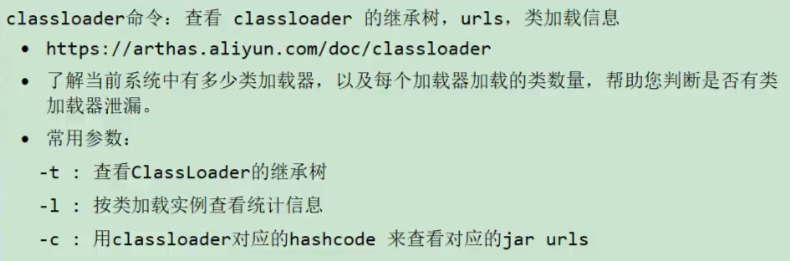 classloader命令：查看 classloader 的继承树，urls，类加载信息
• https://arthas.aliyun.com/doc/classloader
• 了解当前系统中有多少类加载器，以及每个加载器加载的类数量，帮助您判断是否有类
加载器泄漏。
• 常用参数：
-t : 查看ClassLoader的继承树
-l : 按类加载实例查看统计信息
-c : 用classloader对应的hashcode 来查看对应的jar urls